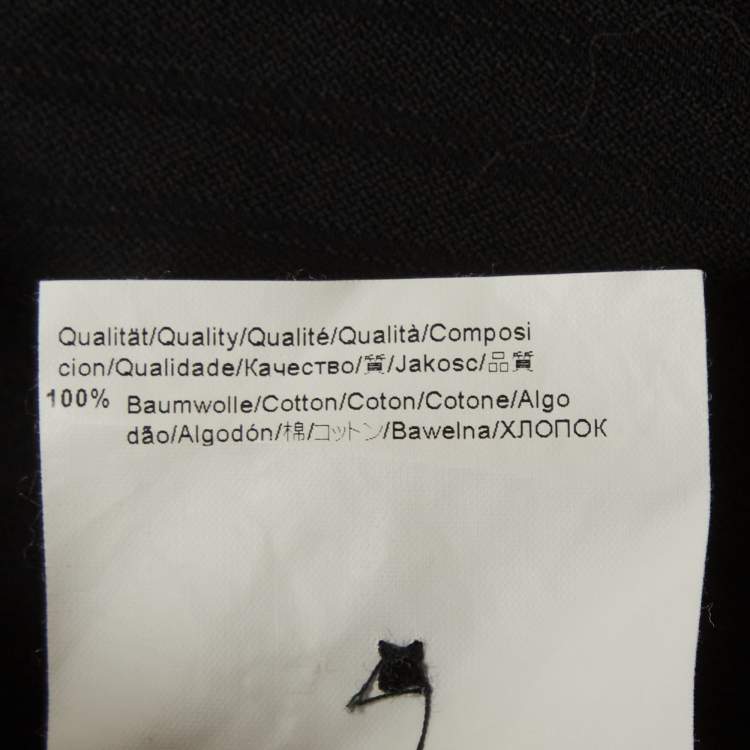 Qualität/Quality/Qualité/Qualità/Composi
cion/Qualidade/Качество/質/Jakosc/品質
100% Baumwolle/Cotton/Coton/Cotone/Algo
dão/Algodón/棉/コットン/Bawelna/ХЛОПОК